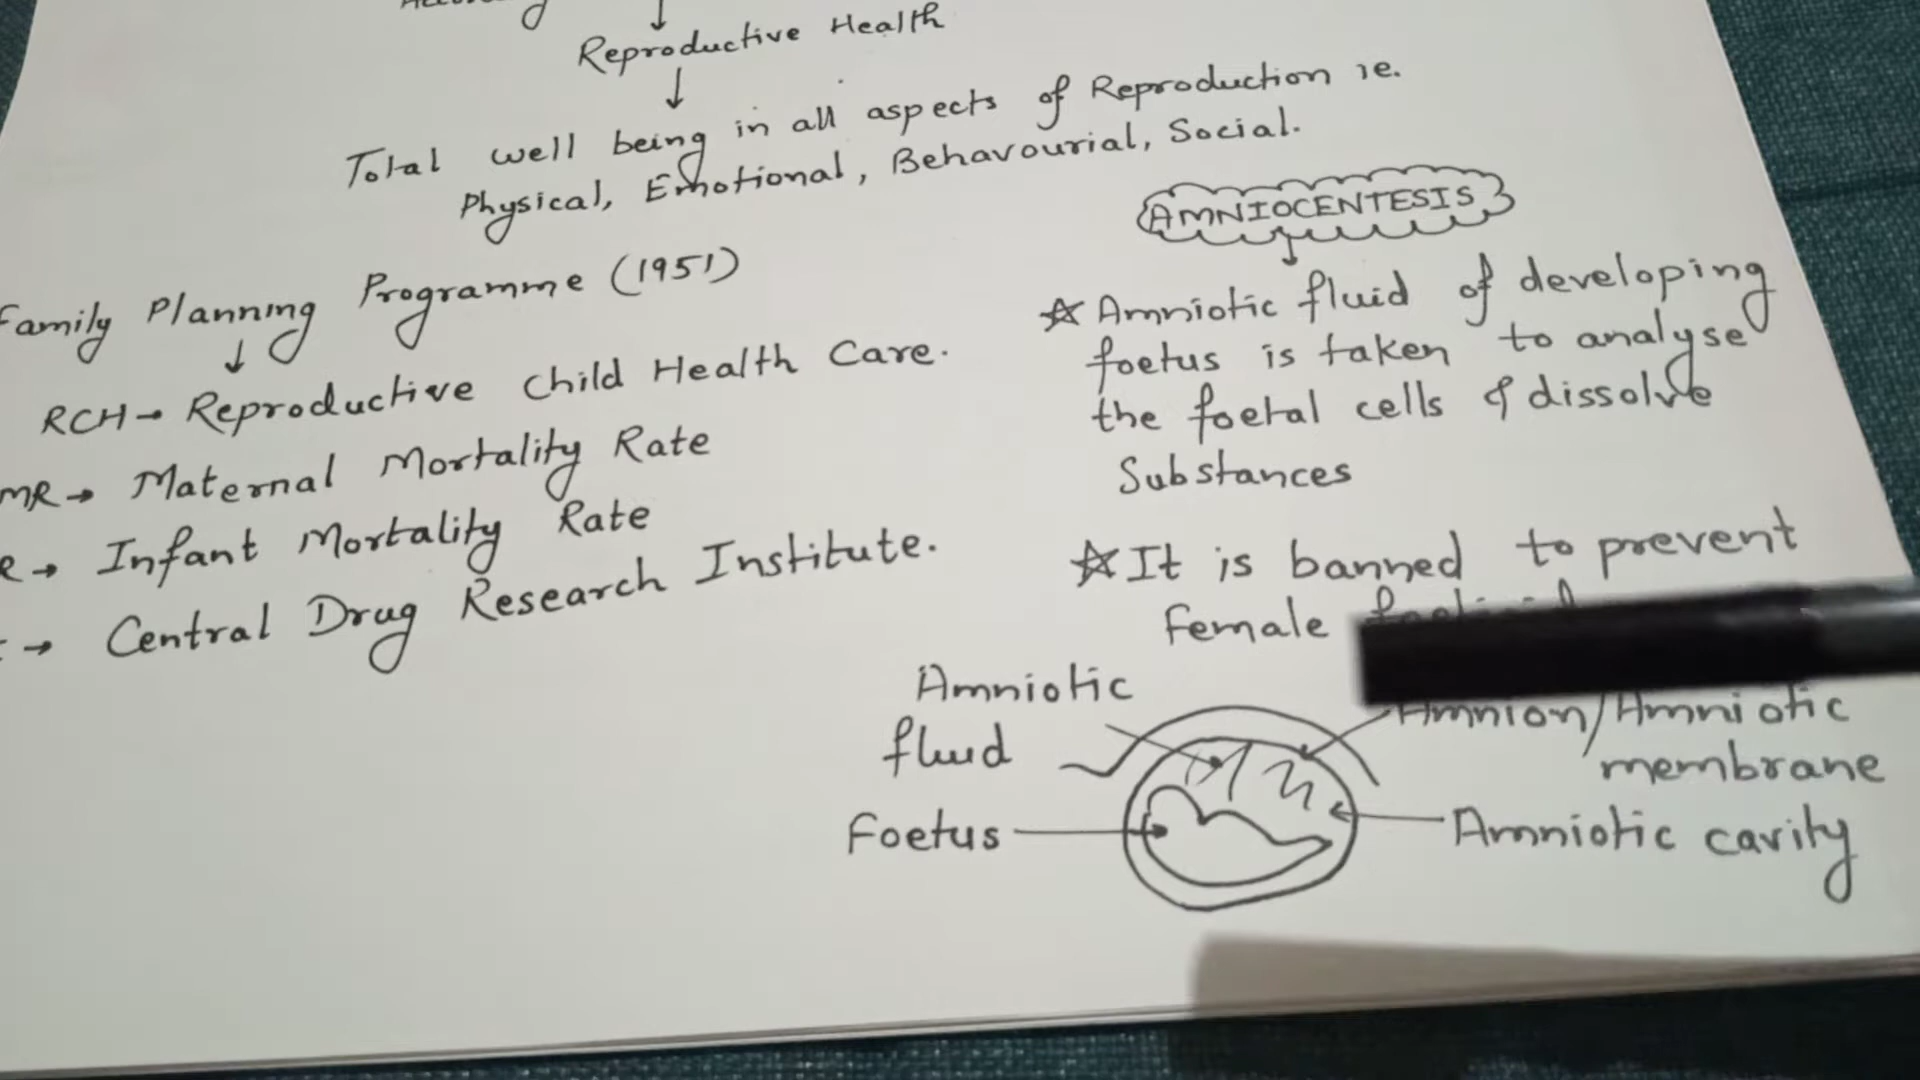 Reproductive Health
↓
Total well being in all aspects of Reproduction ie.
Physical, Emotional, Behavourial, Social.
Family Planning Programme (1951)
↓
RCH → Reproductive Child Health Care.
MR → Maternal Mortality Rate
R → Infant Mortality Rate
→ Central Drug Research Institute.
AMNIOCENTESIS
☆ Amniotic fluid of developing
foetus is taken to analyse
the foetal cells & dissolve
Substances
☆ It is banned to prevent
Female
Amniotic
fluid
Foetus
Amnion/Amniotic
membrane
Amniotic cavity